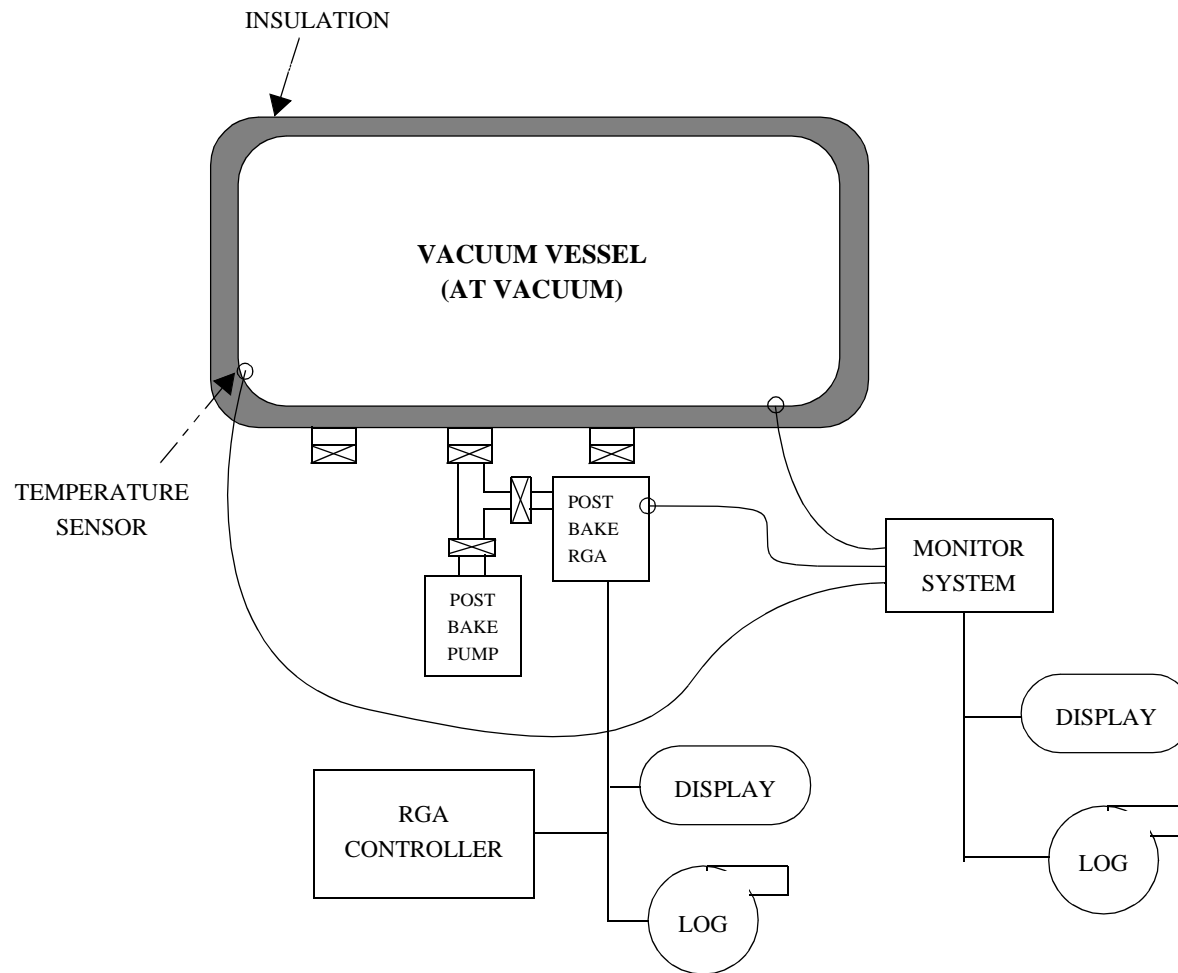 INSULATION
VACUUM VESSEL
(AT VACUUM)
TEMPERATURE
SENSOR
POST
BAKE
RGA
MONITOR
SYSTEM
POST
BAKE
PUMP
DISPLAY
DISPLAY
RGA
CONTROLLER
LOG
LOG